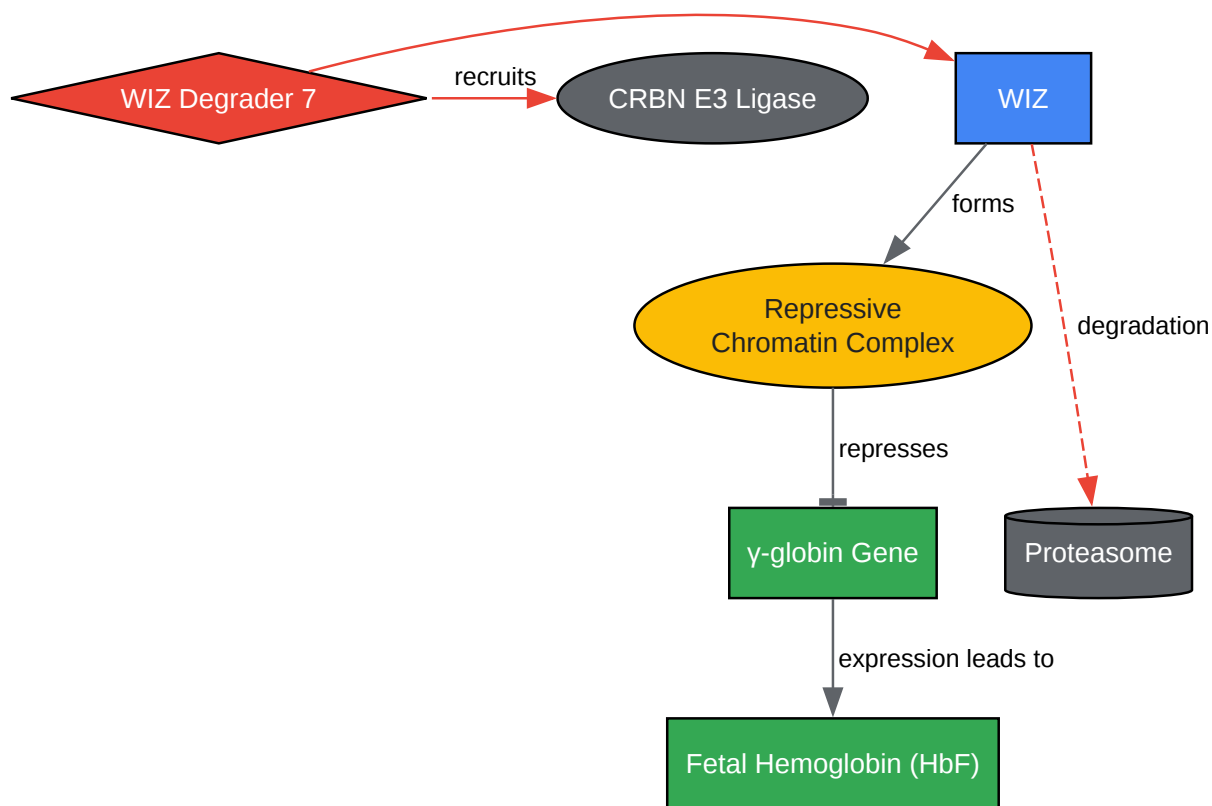 WIZ Degrader 7
recruits
CRBN E3 Ligase
WIZ
forms
Repressive
Chromatin Complex
degradation
represses
γ-globin Gene
Proteasome
expression leads to
Fetal Hemoglobin (HbF)